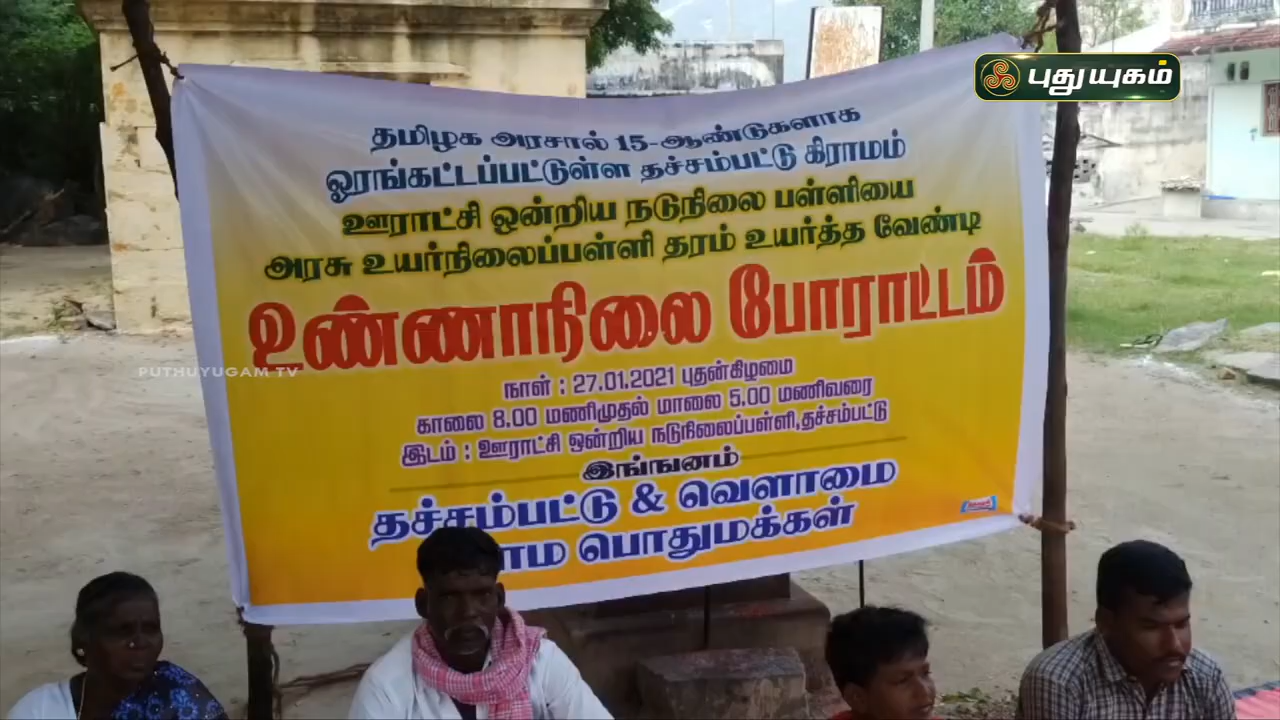 புதுயுகம்
தமிழக அரசால் 15-ஆண்டுகளாக
ஓரங்கட்டப்பட்டுள்ள தச்சம்பட்டு கிராமம்
ஊராட்சி ஒன்றிய நடுநிலை பள்ளியை
அரசு உயர்நிலைப்பள்ளி தரம் உயர்த்த வேண்டி
உண்ணாநிலை போராட்டம்
PUTHUYUGAM TV
நாள் : 27.01.2021 புதன்கிழமை
காலை 8.00 மணிமுதல் மாலை 5.00 மணிவரை
இடம் : ஊராட்சி ஒன்றிய நடுநிலைப்பள்ளி,தச்சம்பட்டு
இங்ஙனம்
தச்சம்பட்டு & வெளாமை
பொதுமக்கள்